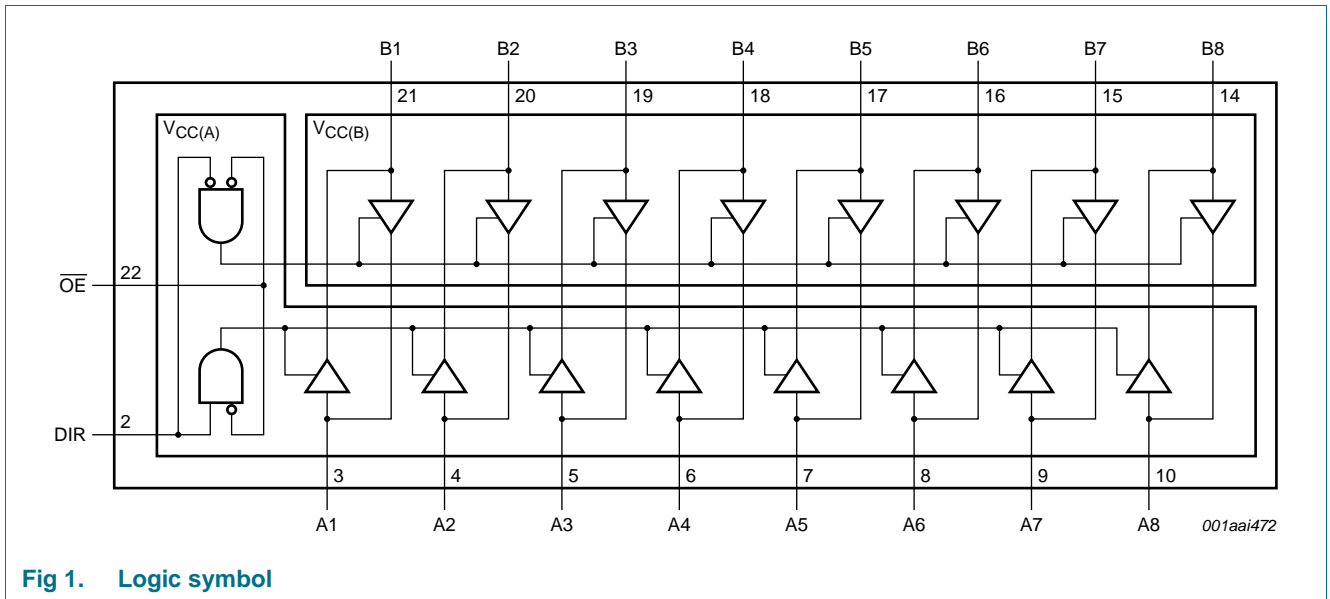 B1 B2 B3 B4 B5 B6 B7 B8
21 20 19 18 17 16 15 14
VCC(A) VCC(B)
22
OE
2
DIR
3 4 5 6 7 8 9 10
A1 A2 A3 A4 A5 A6 A7 A8 001aai472
Fig 1. Logic symbol